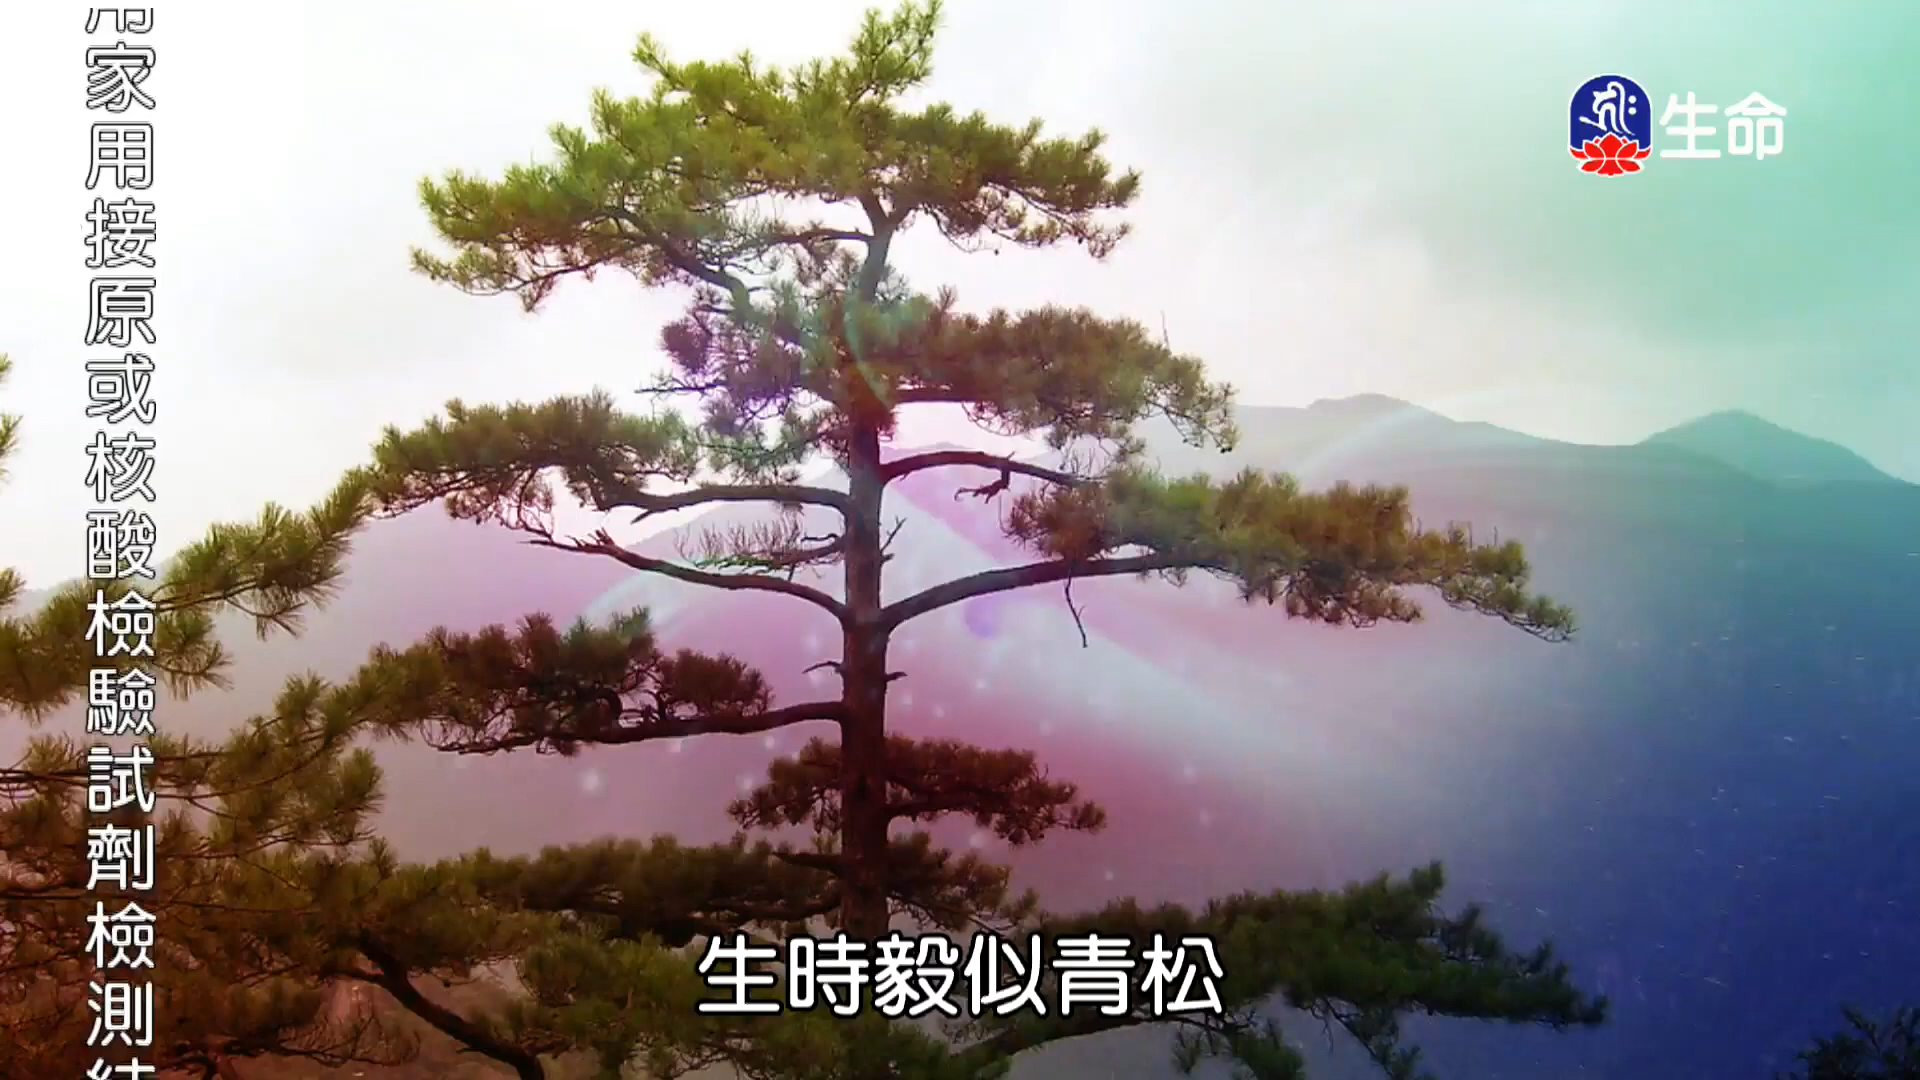 家用接原或核酸檢驗試劑檢測
生命
生時毅似青松